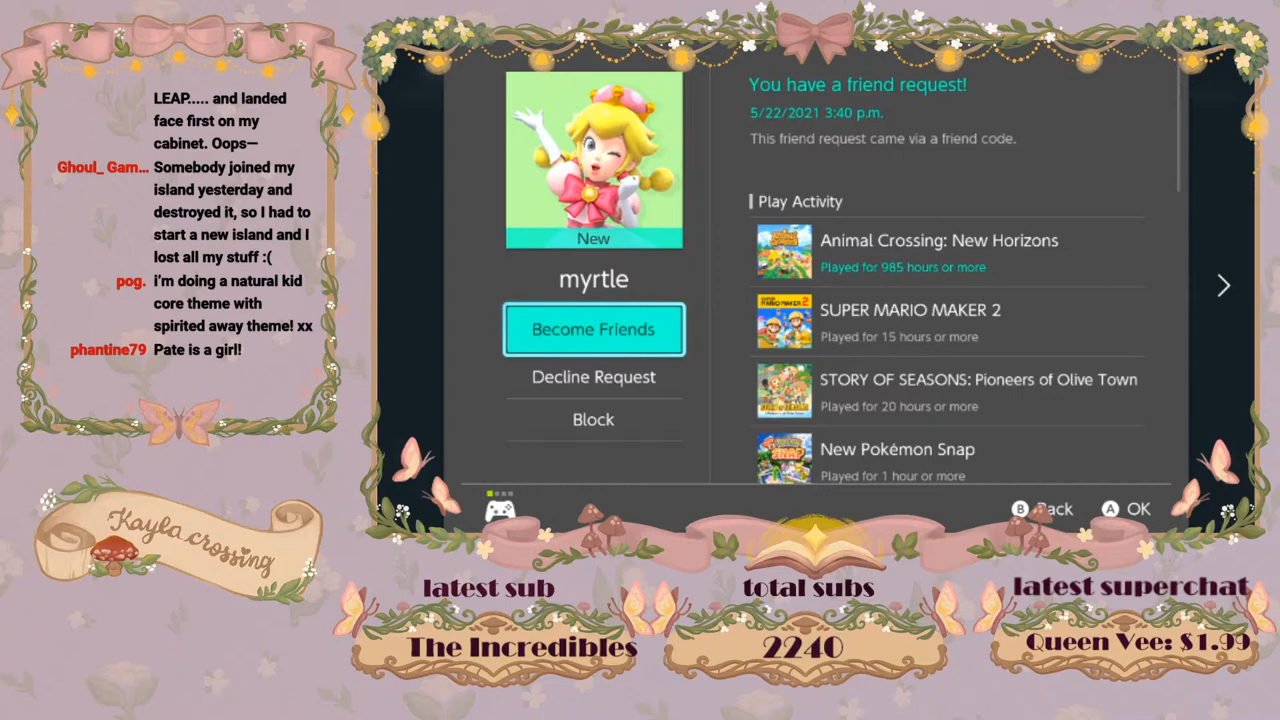 LEAP..... and landed
face first on my
cabinet. Oops—
Ghoul_ Gam... Somebody joined my
island yesterday and
destroyed it, so I had to
start a new island and I
lost all my stuff :(
pog. i'm doing a natural kid
core theme with
spirited away theme! xx
phantine79 Pate is a girl!
Kayla crossing
New
myrtle
Become Friends
Decline Request
Block
You have a friend request!
5/22/2021 3:40 p.m.
This friend request came via a friend code.
Play Activity
Animal Crossing: New Horizons
Played for 985 hours or more
SUPER MARIO MAKER 2
SUPER MARIO MAKER 2
Played for 15 hours or more
STORY OF SEASONS: Pioneers of Olive Town
Played for 20 hours or more
SNAP
New Pokémon Snap
Played for 1 hour or more
B Back
A OK
latest sub
The Incredibles
total subs
2240
latest superchat
Queen Vee: $1.99